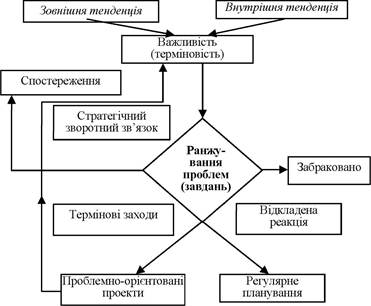 Зовнішня тенденція
Внутрішня тенденція
Важливість
(терміновість)
Спостереження
Стратегічний
зворотний зв’язок
Ранжу-
вання
проблем
(завдань)
Забраковано
Термінові заходи
Відкладена
реакція
Проблемно-орієнтовані
проекти
Регулярне
планування